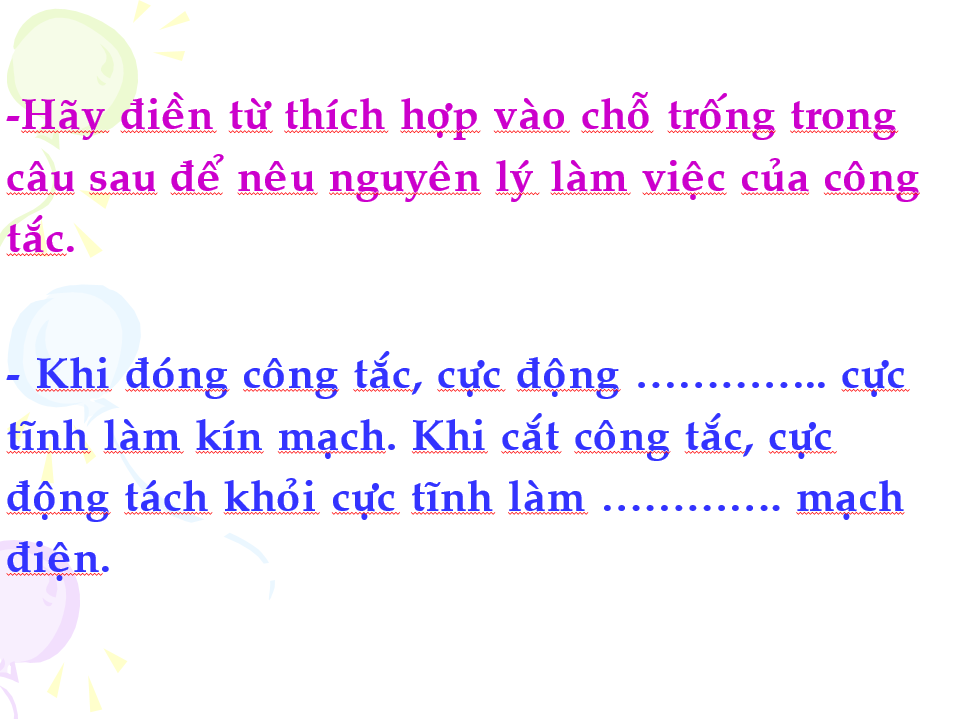 -Hãy điền từ thích hợp vào chỗ trống trong
câu sau để nêu nguyên lý làm việc của công
tắc.
- Khi đóng công tắc, cực động ………….. cực
tĩnh làm kín mạch. Khi cắt công tắc, cực
động tách khỏi cực tĩnh làm …………. mạch
điện.